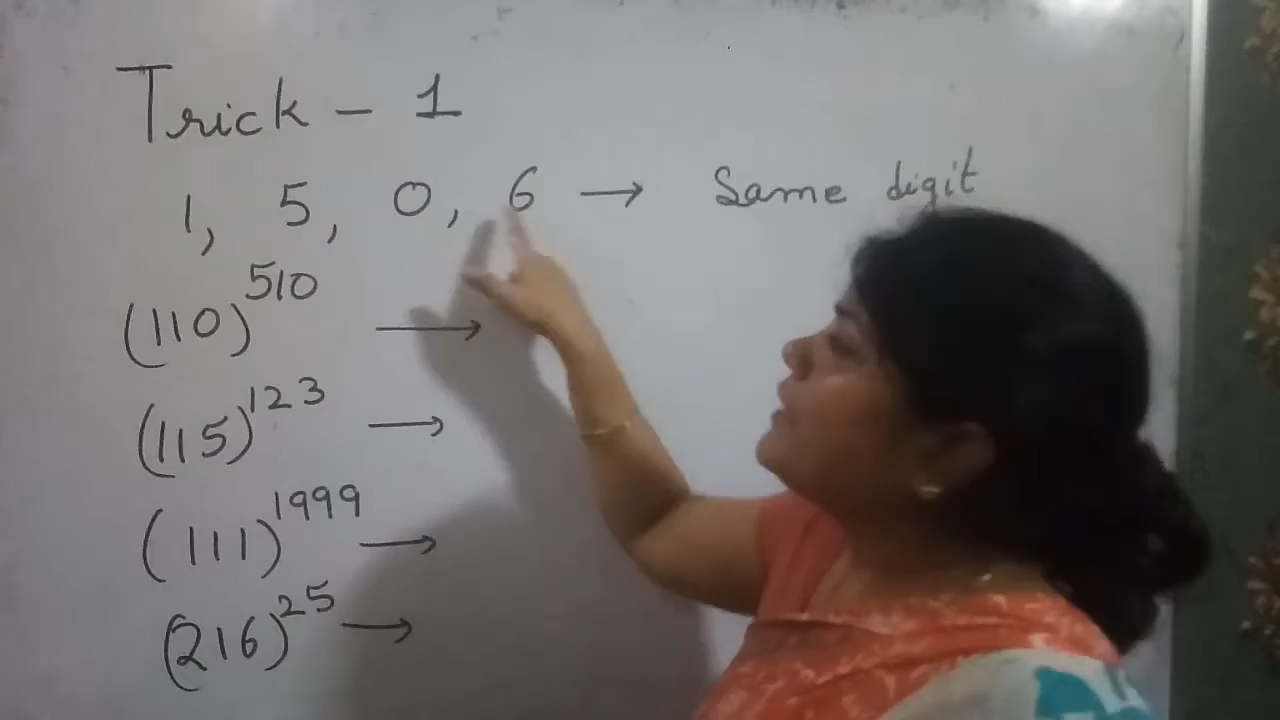 Trick - 1
1, 5, 0, 6 → Same digit
(110)^510 →
(115)^123 →
(111)^1999 →
(216)^25 →